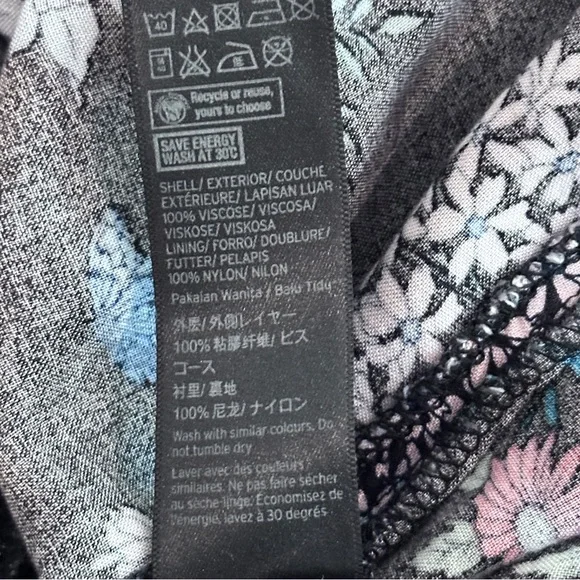 40
Recycle or reuse,
yours to choose
SAVE ENERGY
WASH AT 30°C
SHELL/ EXTERIOR/ COUCHE
EXTÉRIEURE/ LAPISAN LUAR
100% VISCOSE/ VISCOSA/
VISKOSE/ VISKOSA
LINING/ FORRO/ DOUBLURE/
FUTTER/ PELAPIS
100% NYLON/ NILON
Pakaian Wanita / Baju Tidur
外层/ 外側レイヤー
100% 粘胶纤维/ ビス
コース
衬里/ 裏地
100% 尼龙/ ナイロン
Wash with similar colours. Do
not tumble dry
Laver avec des couleurs
similaires. Ne pas faire sécher
au sèche-linge. Économisez de
l'énergie, lavez à 30 degrés